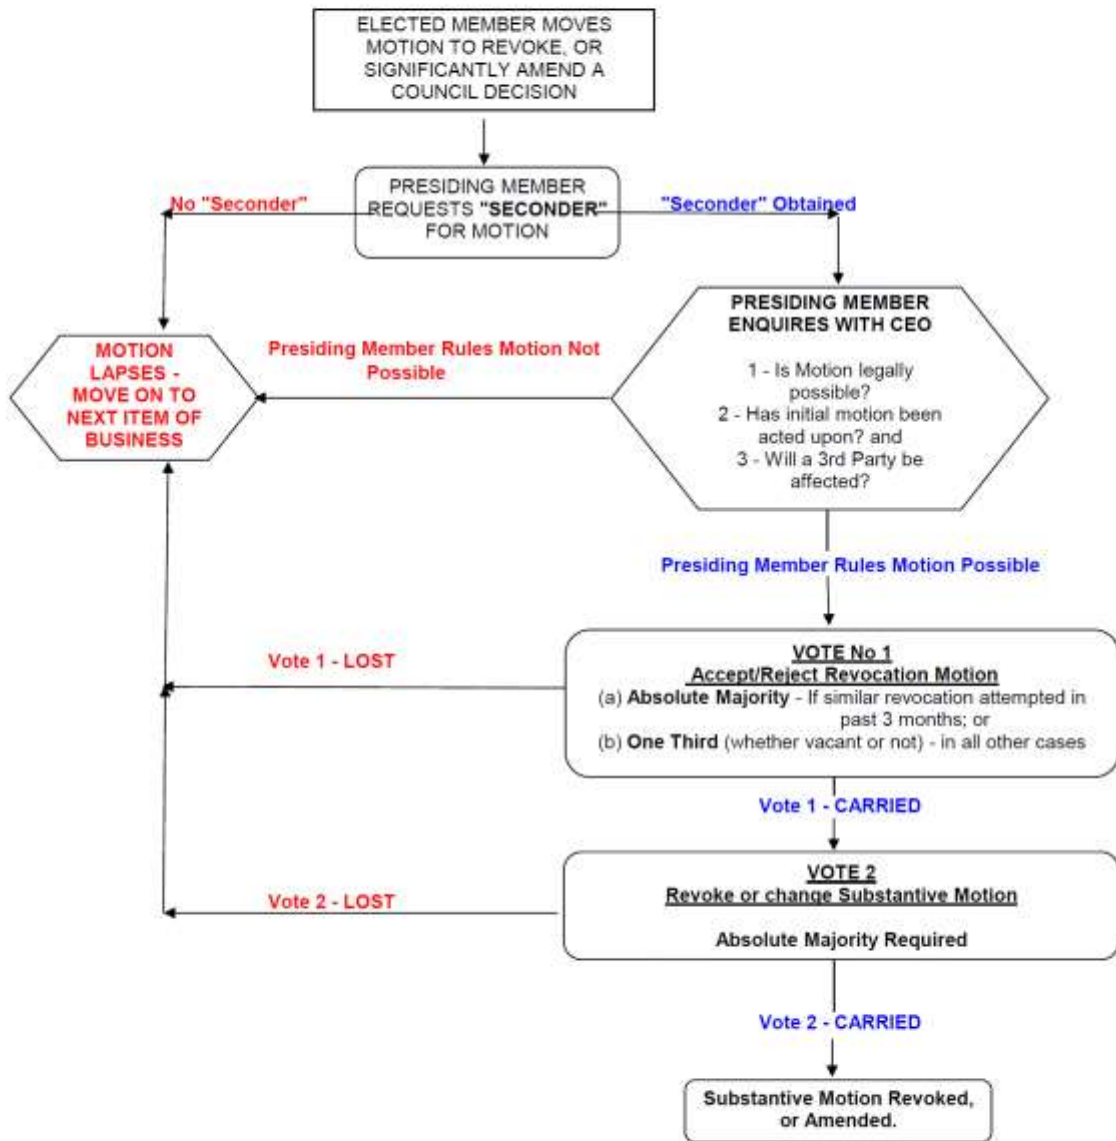 ELECTED MEMBER MOVES
MOTION TO REVOKE, OR
SIGNIFICANTLY AMEND A
COUNCIL DECISION
PRESIDING MEMBER
REQUESTS "SECONDER"
FOR MOTION
No "Seconder"
"Seconder" Obtained
PRESIDING MEMBER
ENQUIRES WITH CEO
1 - Is Motion legally
possible?
2 - Has initial motion been
acted upon? and
3 - Will a 3rd Party be
affected?
Presiding Member Rules Motion Not
Possible
MOTION
LAPSES -
MOVE ON TO
NEXT ITEM OF
BUSINESS
Presiding Member Rules Motion Possible
VOTE No 1
Accept/Reject Revocation Motion
(a) Absolute Majority - If similar revocation attempted in
past 3 months; or
(b) One Third (whether vacant or not) - in all other cases
Vote 1 - LOST
Vote 1 - CARRIED
VOTE 2
Revoke or change Substantive Motion
Absolute Majority Required
Vote 2 - LOST
Vote 2 - CARRIED
Substantive Motion Revoked,
or Amended.